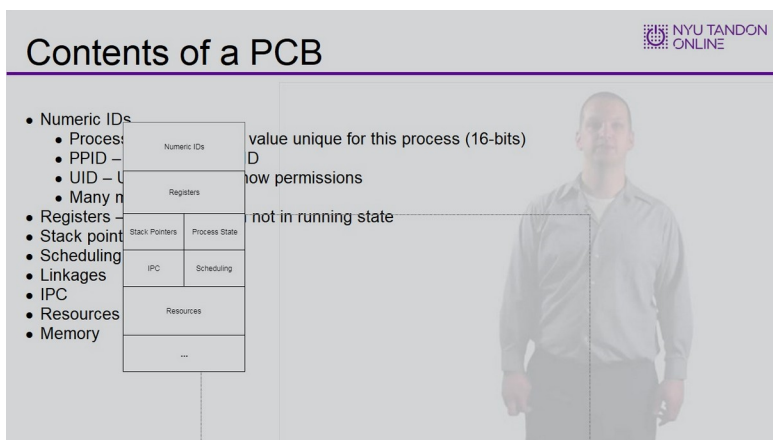 Contents of a PCB
NYU TANDON
ONLINE
• Numeric IDs
• Proces value unique for this process (16-bits)
• PPID – D
• UID – U ow permissions
• Many m
• Registers – not in running state
• Stack point
• Scheduling
• Linkages
• IPC
• Resources
• Memory
Numeric IDs
Registers
Stack Pointers Process State
IPC Scheduling
Resources
...